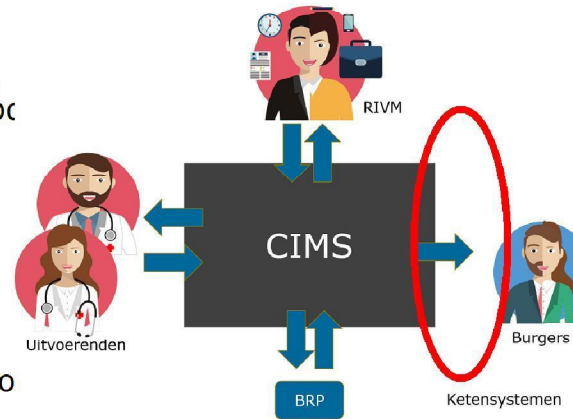 RIVM
CIMS
Uitvoerenden
Burgers
BRP
Ketensystemen